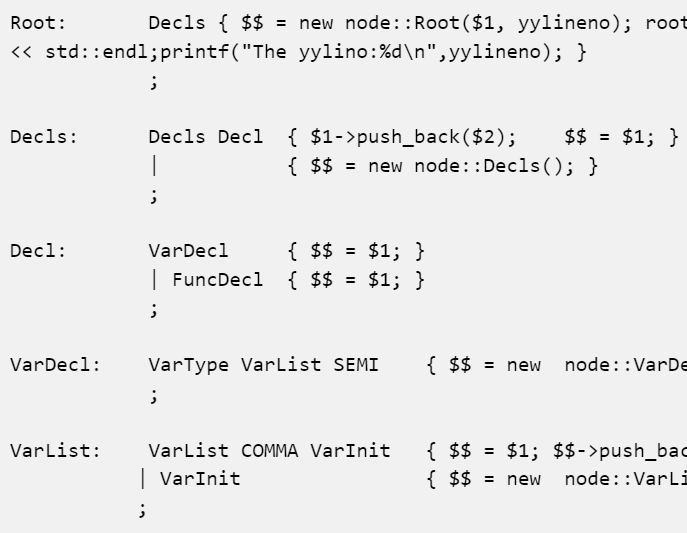 Root:       Decls { $$ = new node::Root($1, yylineno); root
<< std::endl;printf("The yylino:%d\n",yylineno); }
            ;
Decls:      Decls Decl  { $1->push_back($2);    $$ = $1; }
            |           { $$ = new node::Decls(); }
            ;
Decl:       VarDecl     { $$ = $1; }
            | FuncDecl  { $$ = $1; }
            ;
VarDecl:    VarType VarList SEMI    { $$ = new  node::VarDe
            ;
VarList:    VarList COMMA VarInit   { $$ = $1; $$->push_bac
           | VarInit                { $$ = new  node::VarLi
           ;